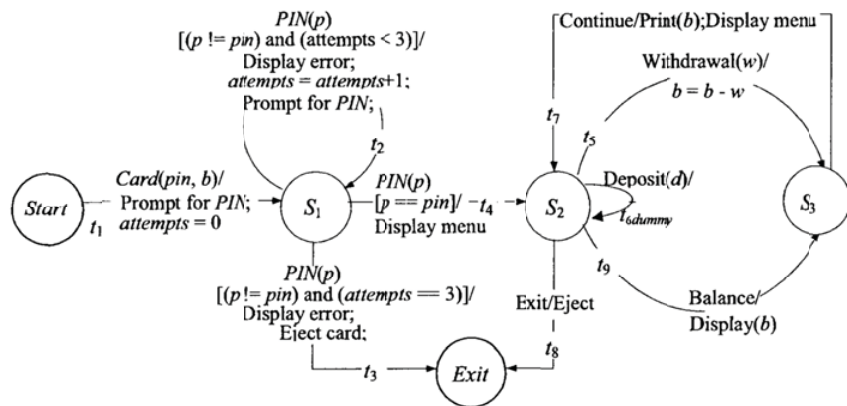 PIN(p)
[(p != pin) and (attempts < 3)]/
Display error;
attempts = attempts+1;
Prompt for PIN;
t2
Continue/Print(b);Display menu
Withdrawal(w)/
b = b - w
t7
t5
Card(pin, b)/
Prompt for PIN;
attempts = 0
Start
t1
S1
PIN(p)
[p == pin]/
t4
Display menu
S2
Deposit(d)/
t6dummy
S3
t9
PIN(p)
[(p != pin) and (attempts == 3)]/
Display error;
Eject card;
t3
Exit
Exit/Eject
t8
Balance/
Display(b)